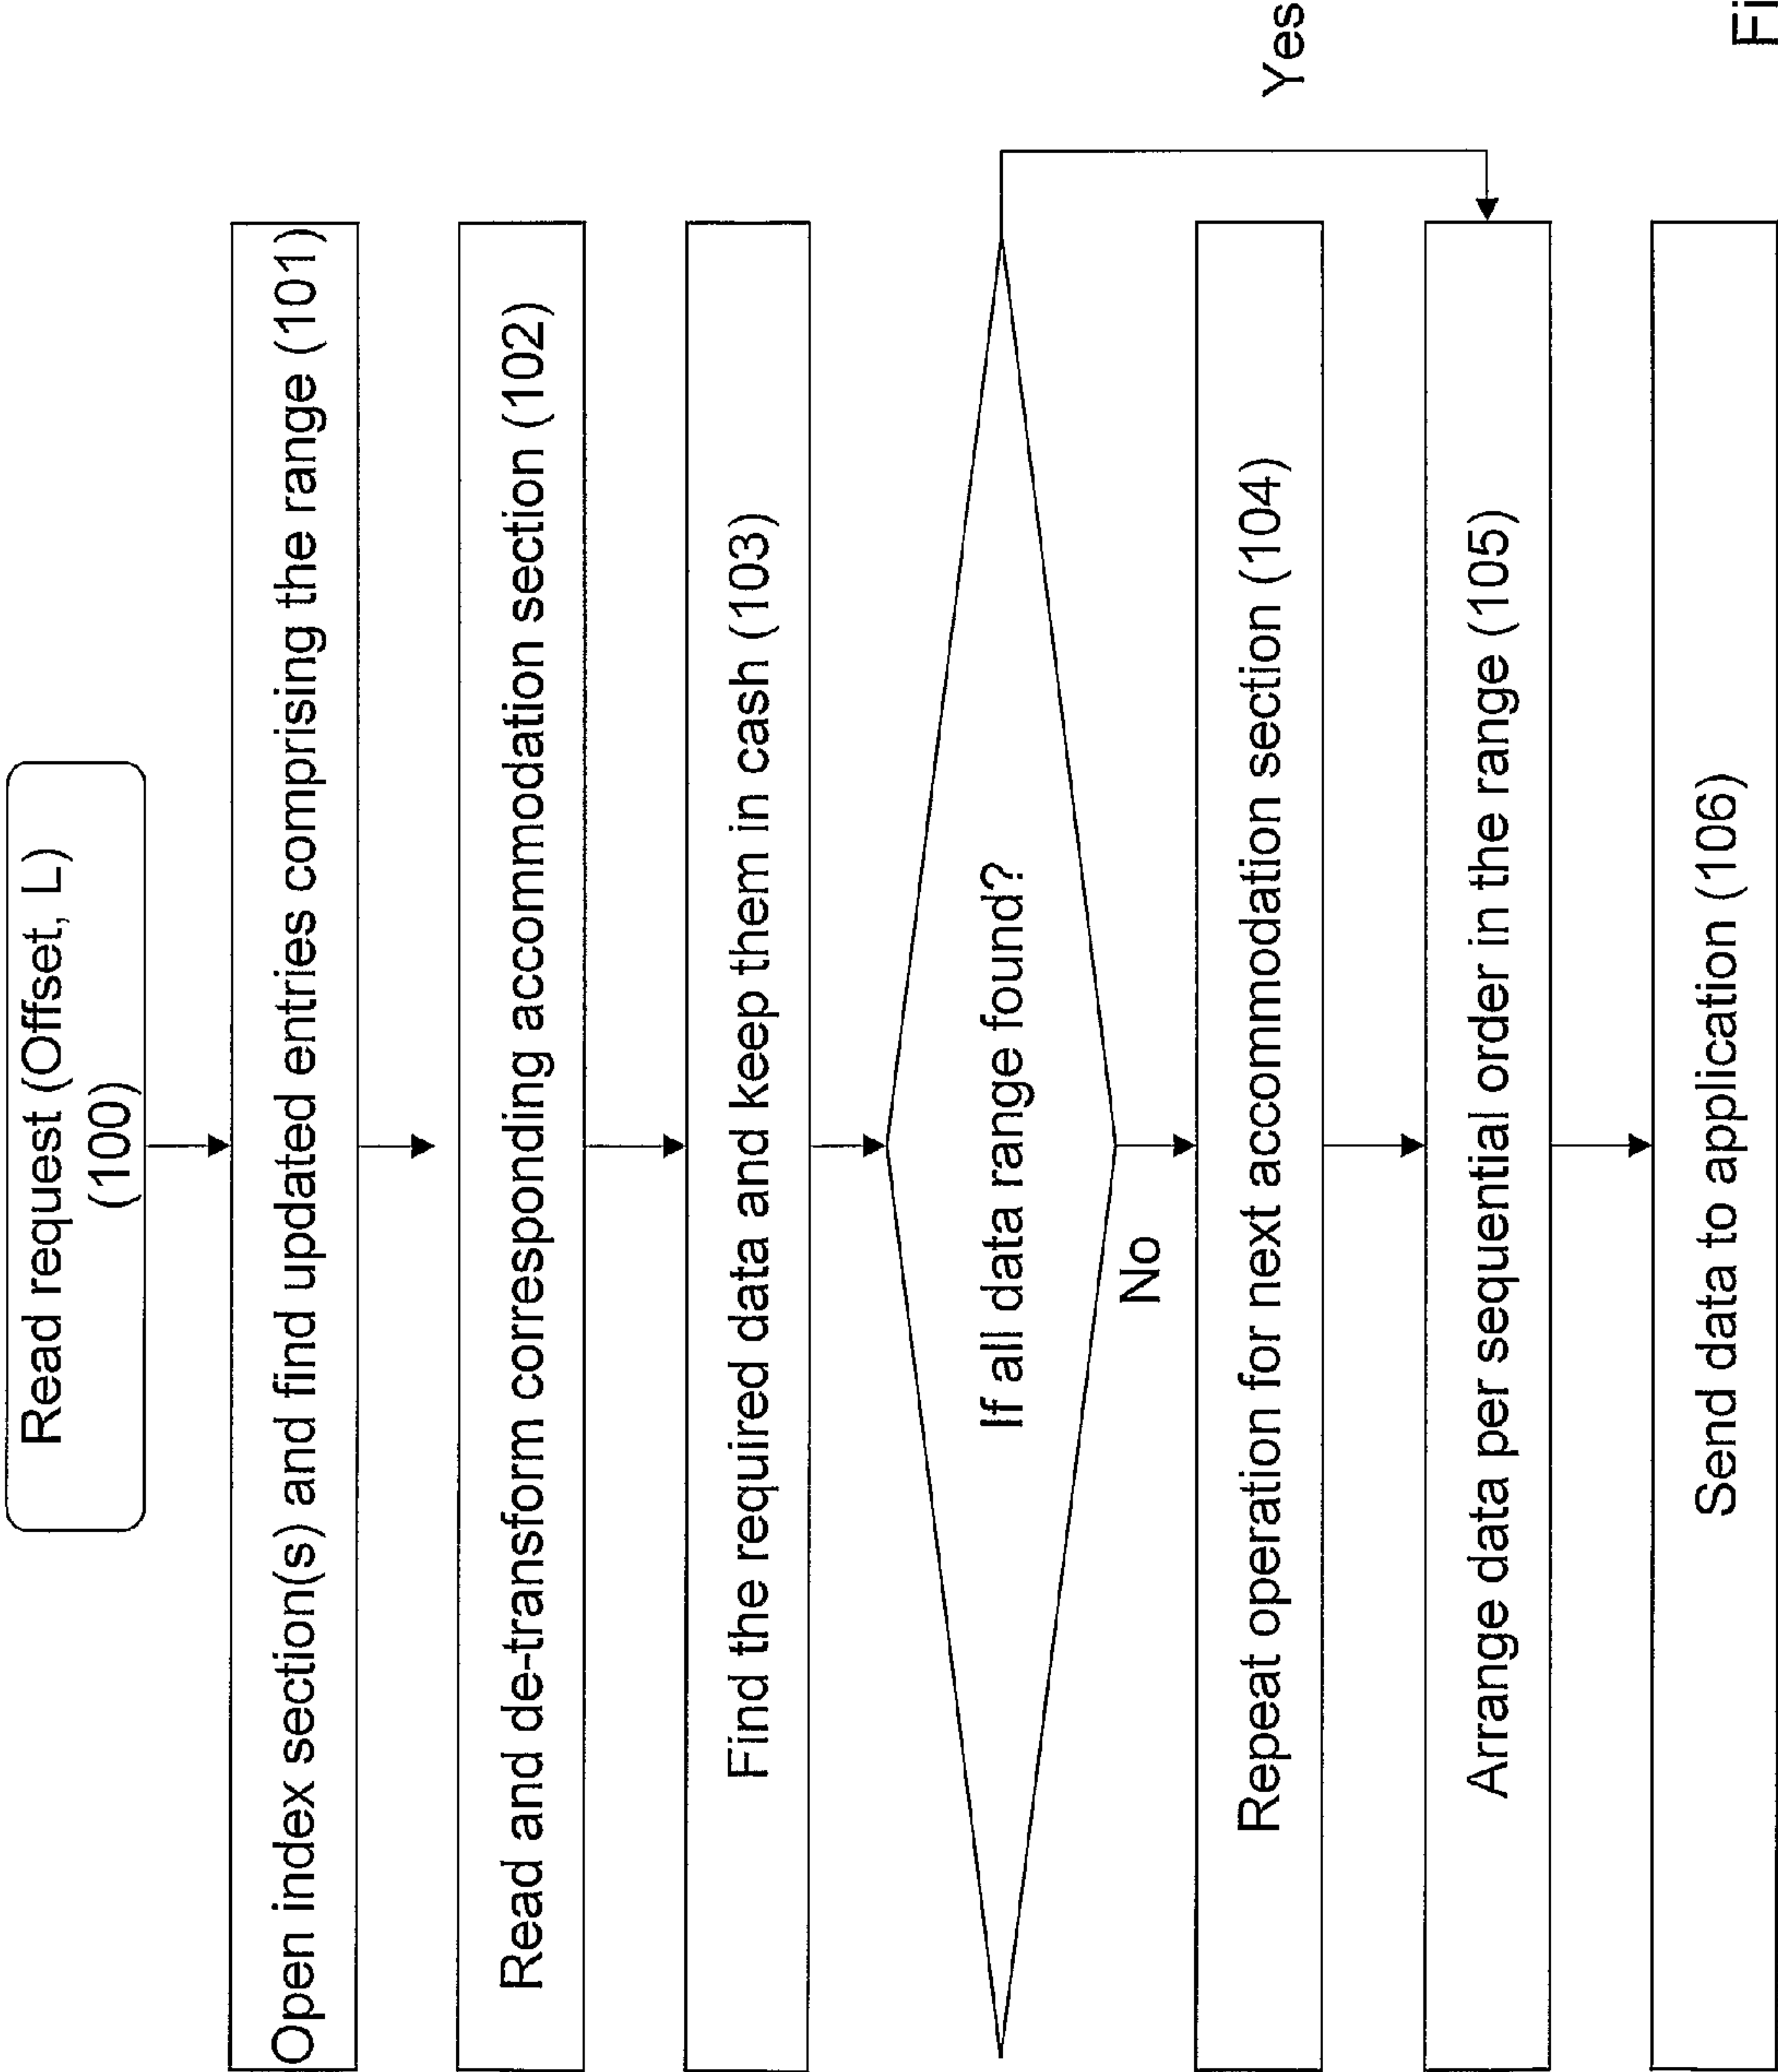 Read request (Offset, L)
(100)
Open index section(s) and find updated entries comprising the range (101)
Read and de-transform corresponding accommodation section (102)
Find the required data and keep them in cash (103)
If all data range found?
Yes
No
Repeat operation for next accommodation section (104)
Arrange data per sequential order in the range (105)
Send data to application (106)